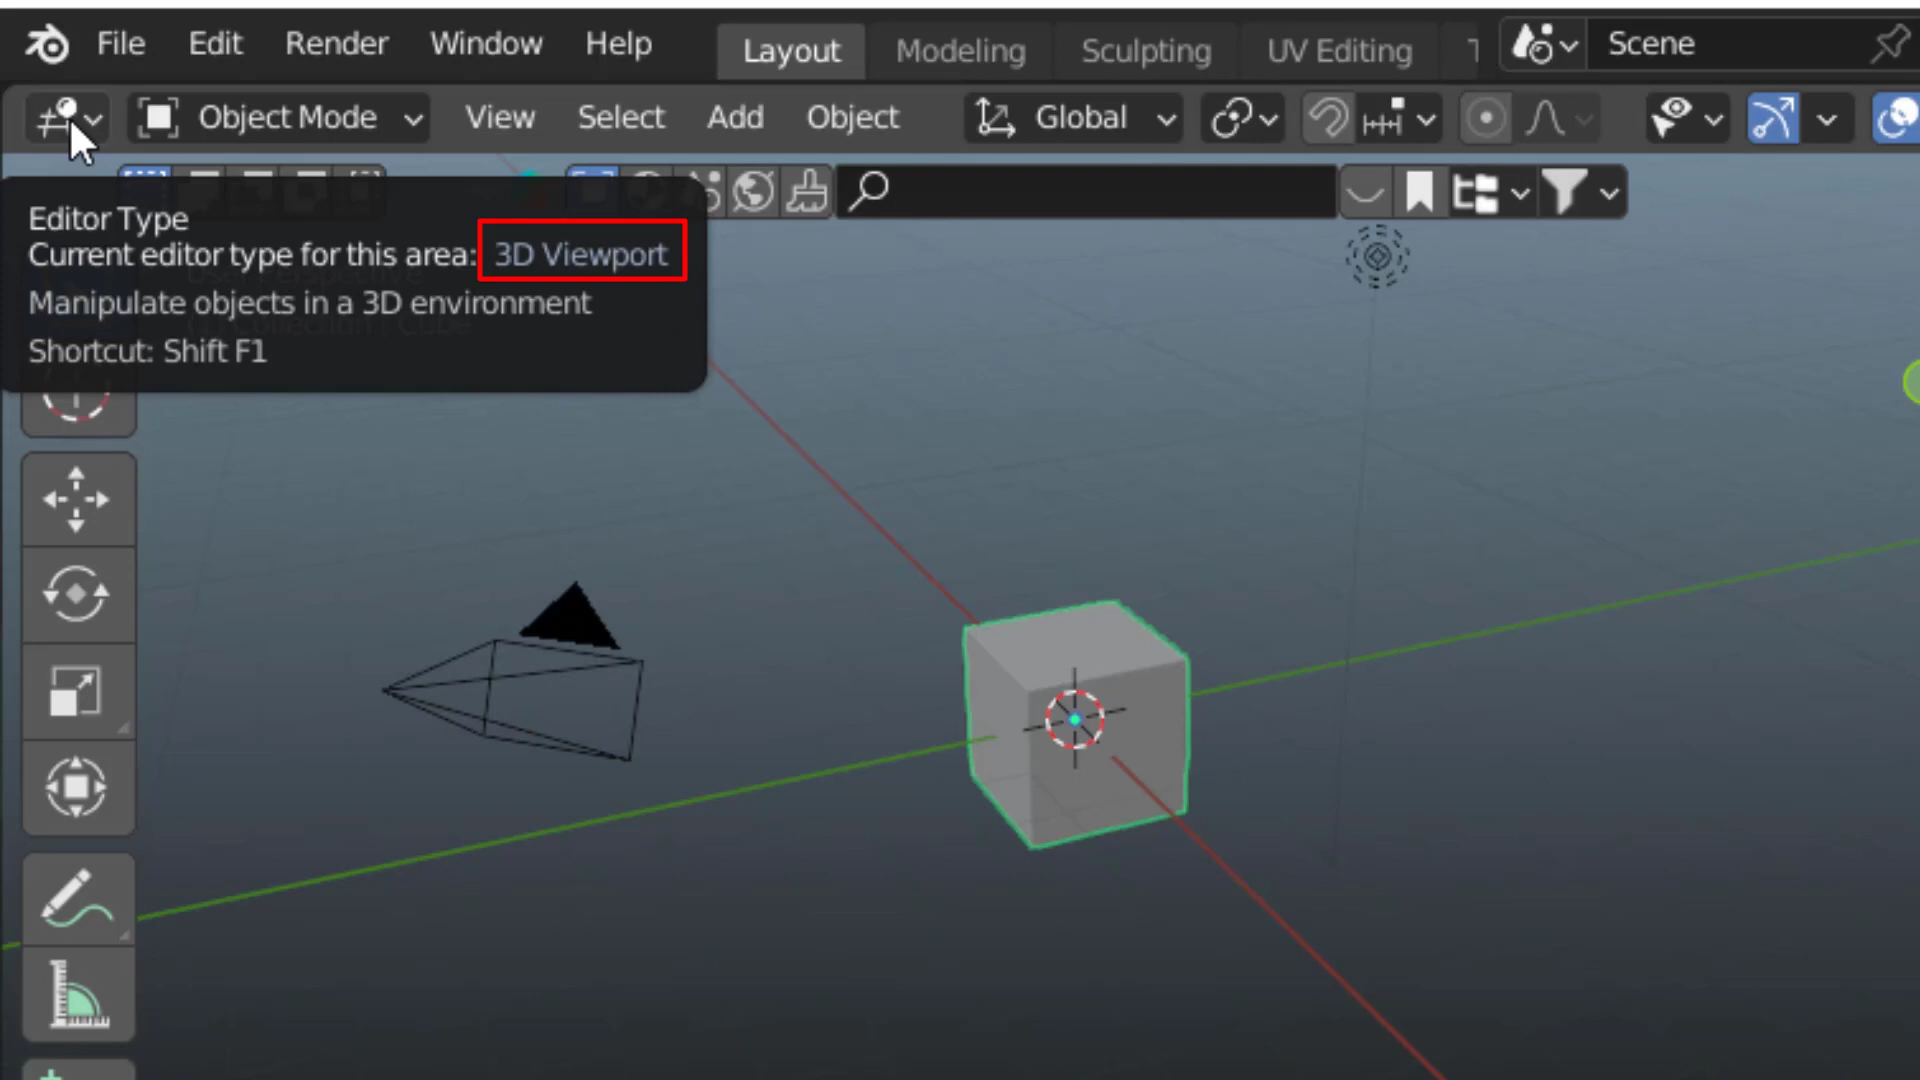 File Edit Render Window Help Layout Modeling Sculpting UV Editing Scene
Object Mode View Select Add Object Global
Editor Type
Current editor type for this area: 3D Viewport
Manipulate objects in a 3D environment
Shortcut: Shift F1